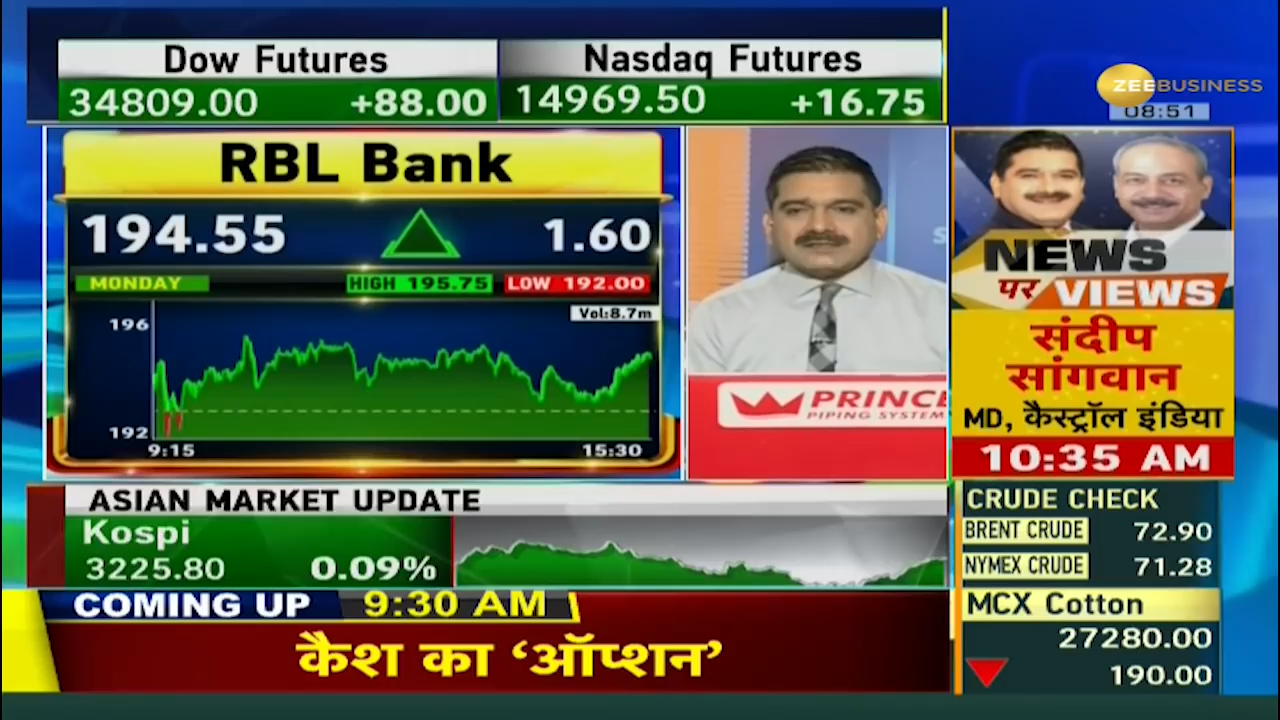 Dow Futures
34809.00 +88.00
Nasdaq Futures
14969.50 +16.75
ZEEBUSINESS
08:51
RBL Bank
194.55 1.60
MONDAY HIGH 195.75 LOW 192.00
Vol:8.7m
196
192
9:15 15:30
PRINC
PIPING SYSTEM
NEWS
पर VIEWS
संदीप
सांगवान
MD, कैस्ट्रॉल इंडिया
10:35 AM
ASIAN MARKET UPDATE
Kospi
3225.80 0.09%
CRUDE CHECK
BRENT CRUDE 72.90
NYMEX CRUDE 71.28
MCX Cotton
27280.00
190.00
COMING UP 9:30 AM
कैश का ‘ऑप्शन’